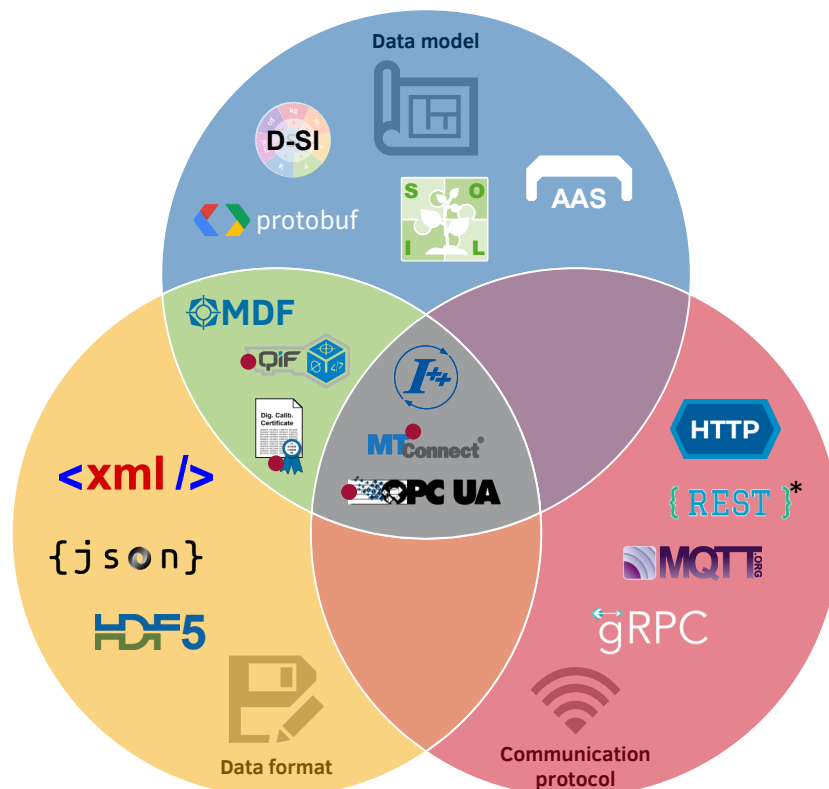 Data model
D-SI
AAS
protobuf
S O
I L
MDF
QiF
I++
Dig. Calib.
Certificate
MTConnect®
OPC UA
HTTP
{REST}*
MQTT.ORG
gRPC
<xml />
{json}
HDF5
Data format
Communication
protocol